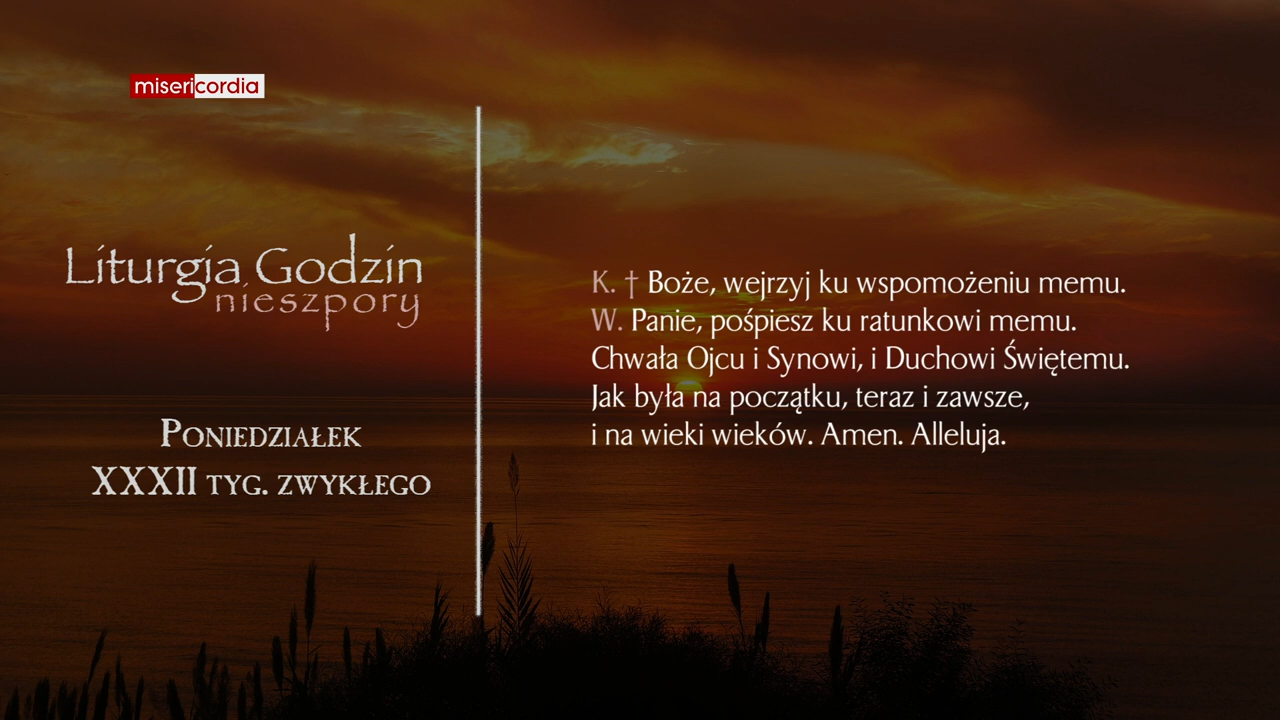 misericordia
Liturgia Godzin
nieszpory
Poniedziałek
XXXII tyg. zwykłego
K. † Boże, wejrzyj ku wspomożeniu memu.
W. Panie, pośpiesz ku ratunkowi memu.
Chwała Ojcu i Synowi, i Duchowi Świętemu.
Jak była na początku, teraz i zawsze,
i na wieki wieków. Amen. Alleluja.